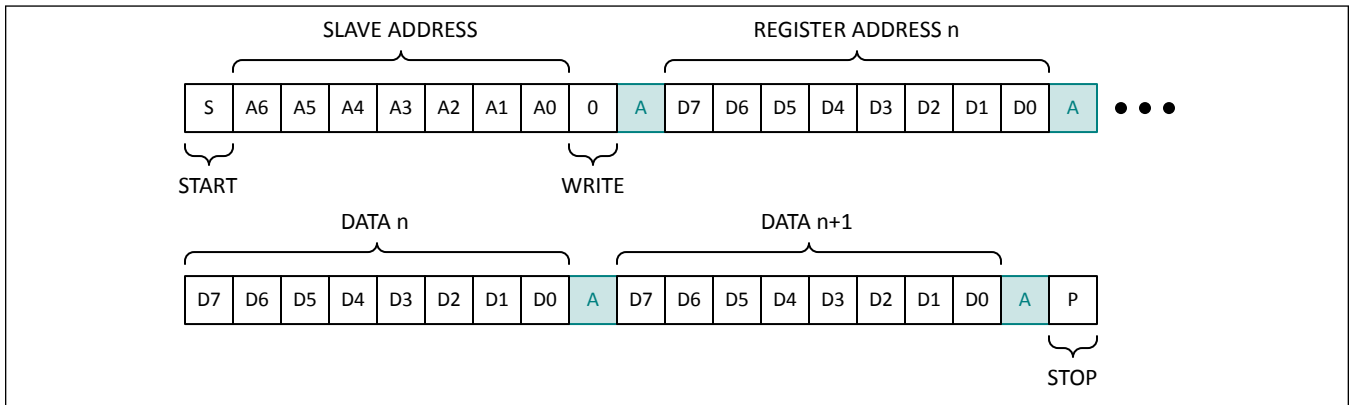 SLAVE ADDRESS REGISTER ADDRESS n
S A6 A5 A4 A3 A2 A1 A0 0 A D7 D6 D5 D4 D3 D2 D1 D0 A
START WRITE
DATA n DATA n+1
D7 D6 D5 D4 D3 D2 D1 D0 A D7 D6 D5 D4 D3 D2 D1 D0 A P
STOP